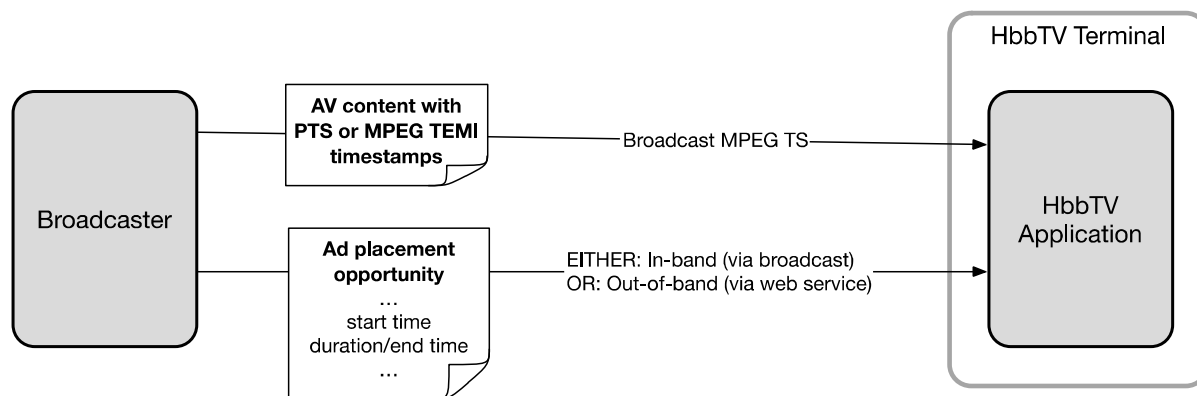 HbbTV Terminal
AV content with
PTS or MPEG TEMI
timestamps
Broadcast MPEG TS
Broadcaster
HbbTV
Application
Ad placement
opportunity
...
start time
duration/end time
...
EITHER: In-band (via broadcast)
OR: Out-of-band (via web service)